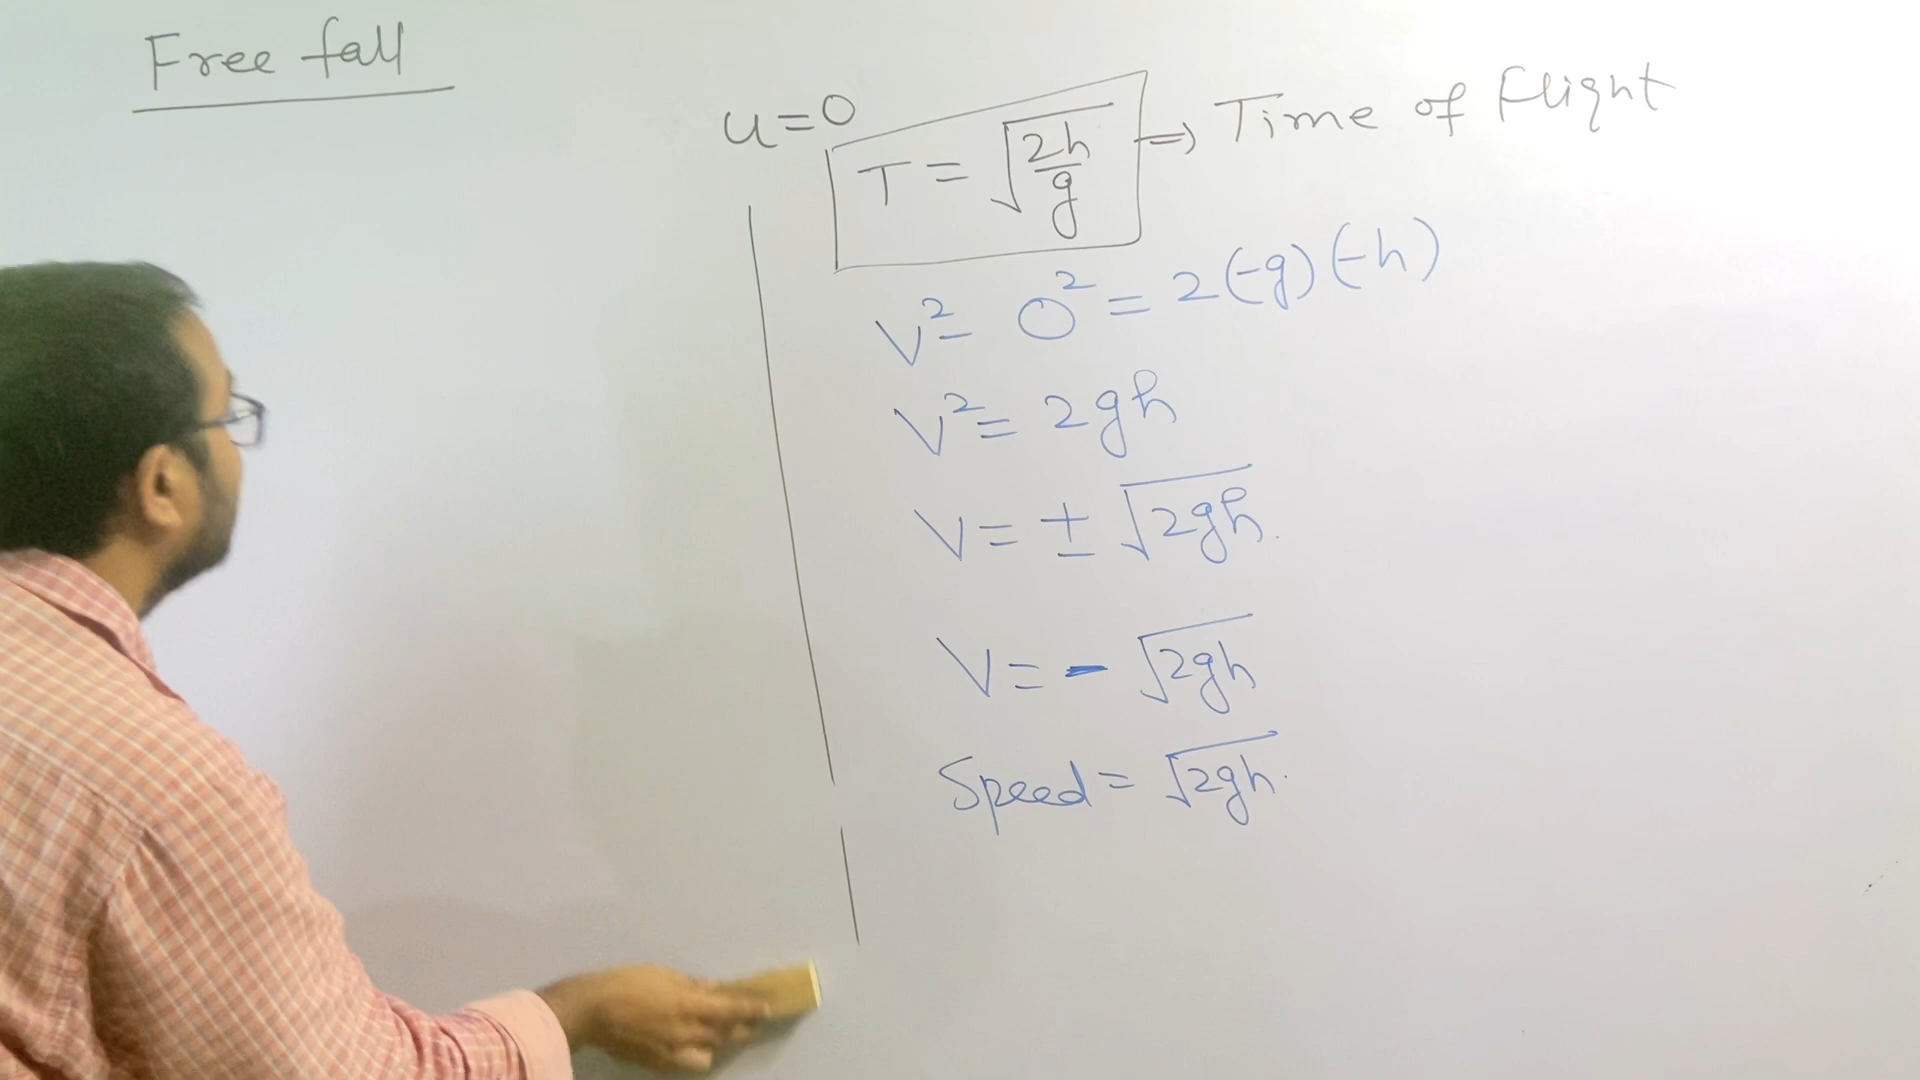 Free fall
u=0
T = √(2h/g) ⇒ Time of Flight
V² - 0² = 2(-g)(-h)
V² = 2gh
V = ± √2gh.
V = - √2gh
Speed = √2gh.